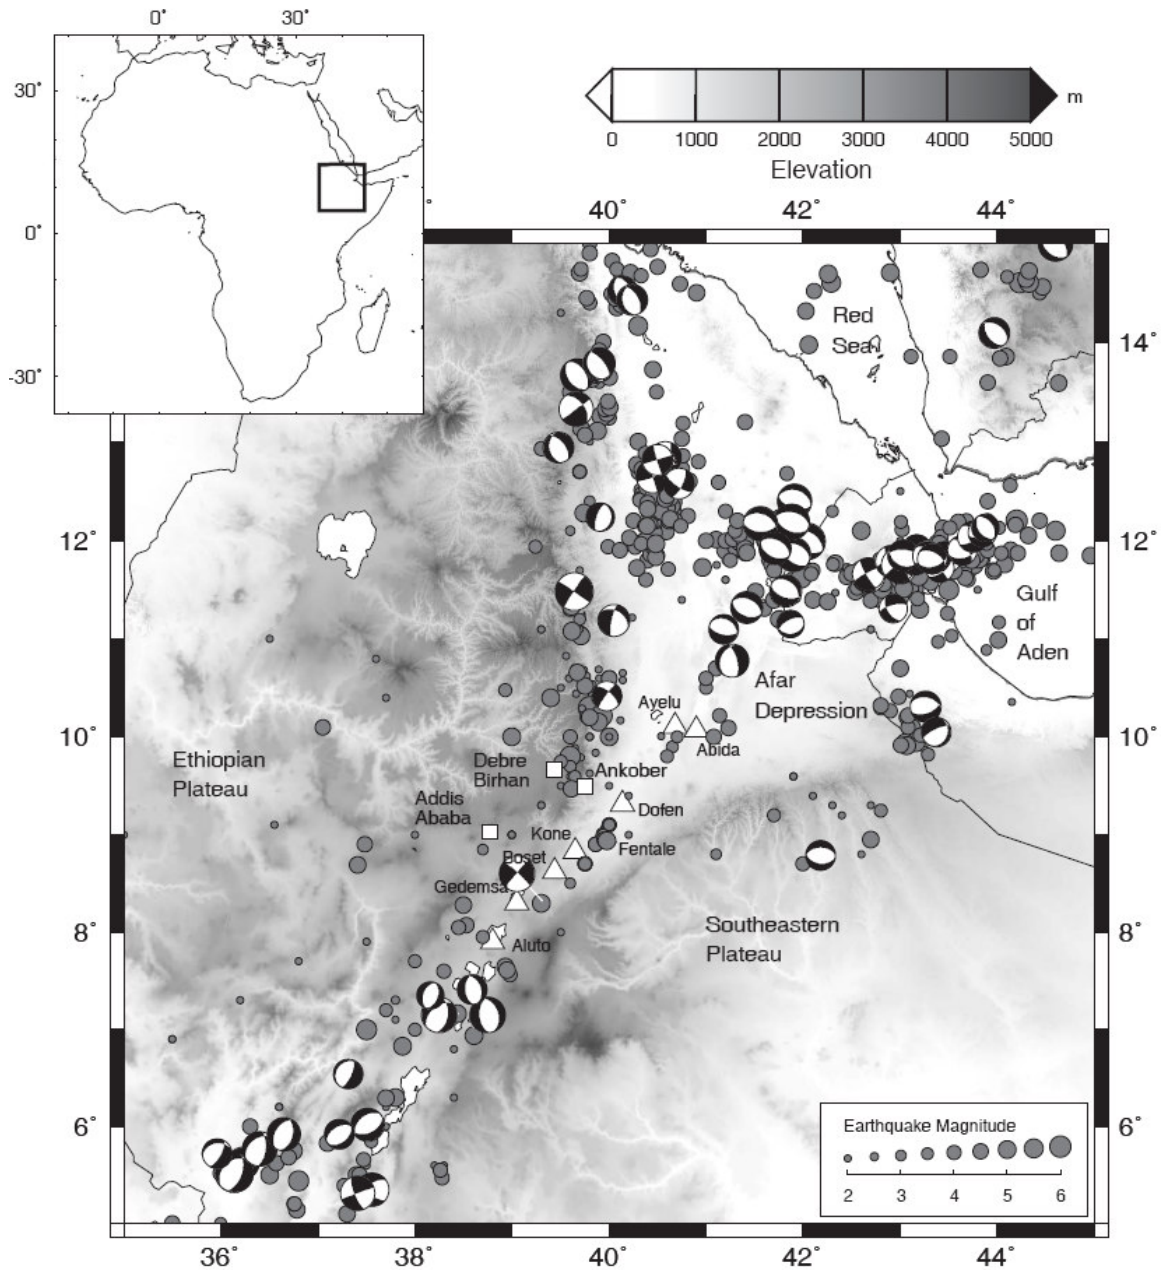 0° 30°
30°
0°
-30°
m
0 1000 2000 3000 4000 5000
Elevation
° 40° 42° 44°
Red
Sea
14°
12°
Gulf
of
Aden
Afar
Depression
Ayelu
Abida
10°
10°
12°
Ethiopian
Plateau
Debre
Birhan
Ankober
Addis
Ababa
Dofen
Kone
Fentale
Boset
Gedemsa
8°
8°
Aluto
Southeastern
Plateau
6°
6°
Earthquake Magnitude
2 3 4 5 6
36° 38° 40° 42° 44°